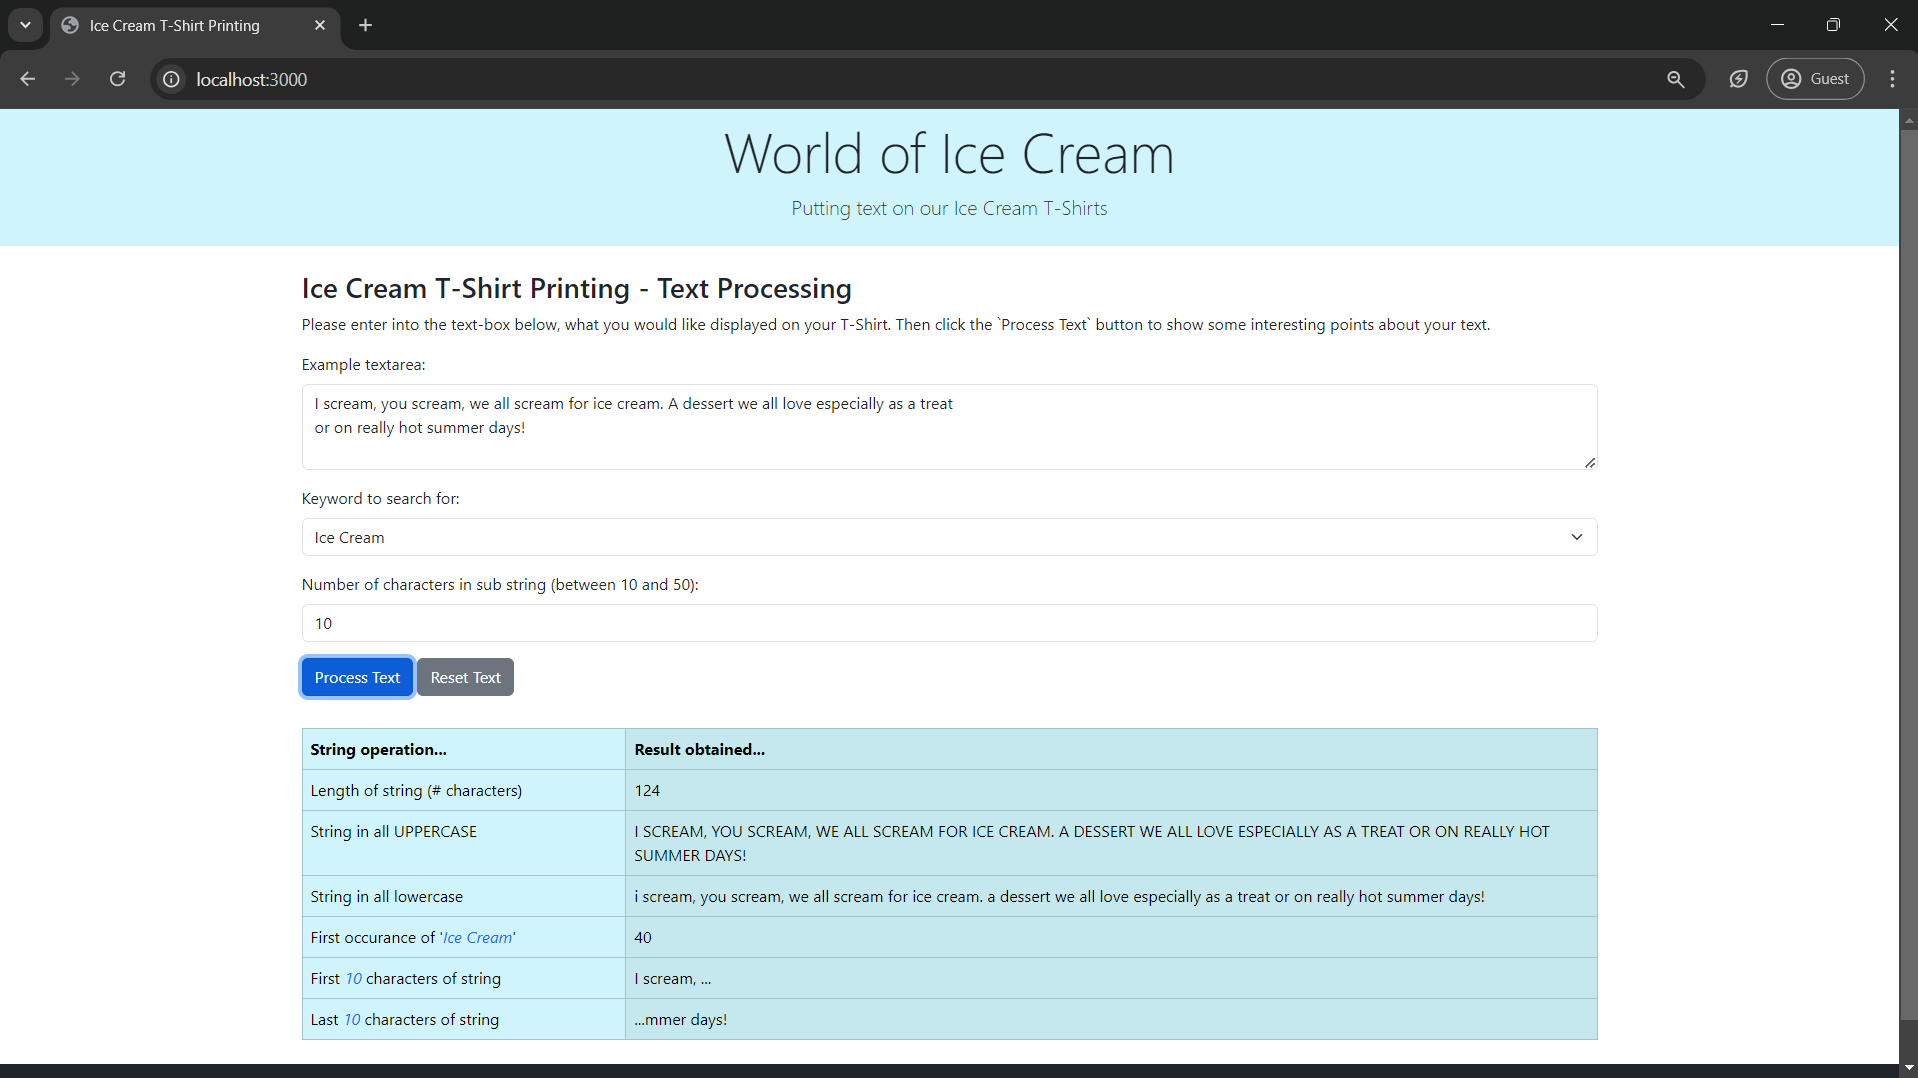 Ice Cream T-Shirt Printing
localhost:3000
Guest
World of Ice Cream
Putting text on our Ice Cream T-Shirts
Ice Cream T-Shirt Printing - Text Processing
Please enter into the text-box below, what you would like displayed on your T-Shirt. Then click the `Process Text` button to show some interesting points about your text.
Example textarea:
I scream, you scream, we all scream for ice cream. A dessert we all love especially as a treat
or on really hot summer days!
Keyword to search for:
Ice Cream
Number of characters in sub string (between 10 and 50):
10
Process Text Reset Text
String operation... Result obtained...
Length of string (# characters) 124
String in all UPPERCASE I SCREAM, YOU SCREAM, WE ALL SCREAM FOR ICE CREAM. A DESSERT WE ALL LOVE ESPECIALLY AS A TREAT OR ON REALLY HOT
SUMMER DAYS!
String in all lowercase i scream, you scream, we all scream for ice cream. a dessert we all love especially as a treat or on really hot summer days!
First occurance of 'Ice Cream' 40
First 10 characters of string I scream, ...
Last 10 characters of string ...mmer days!